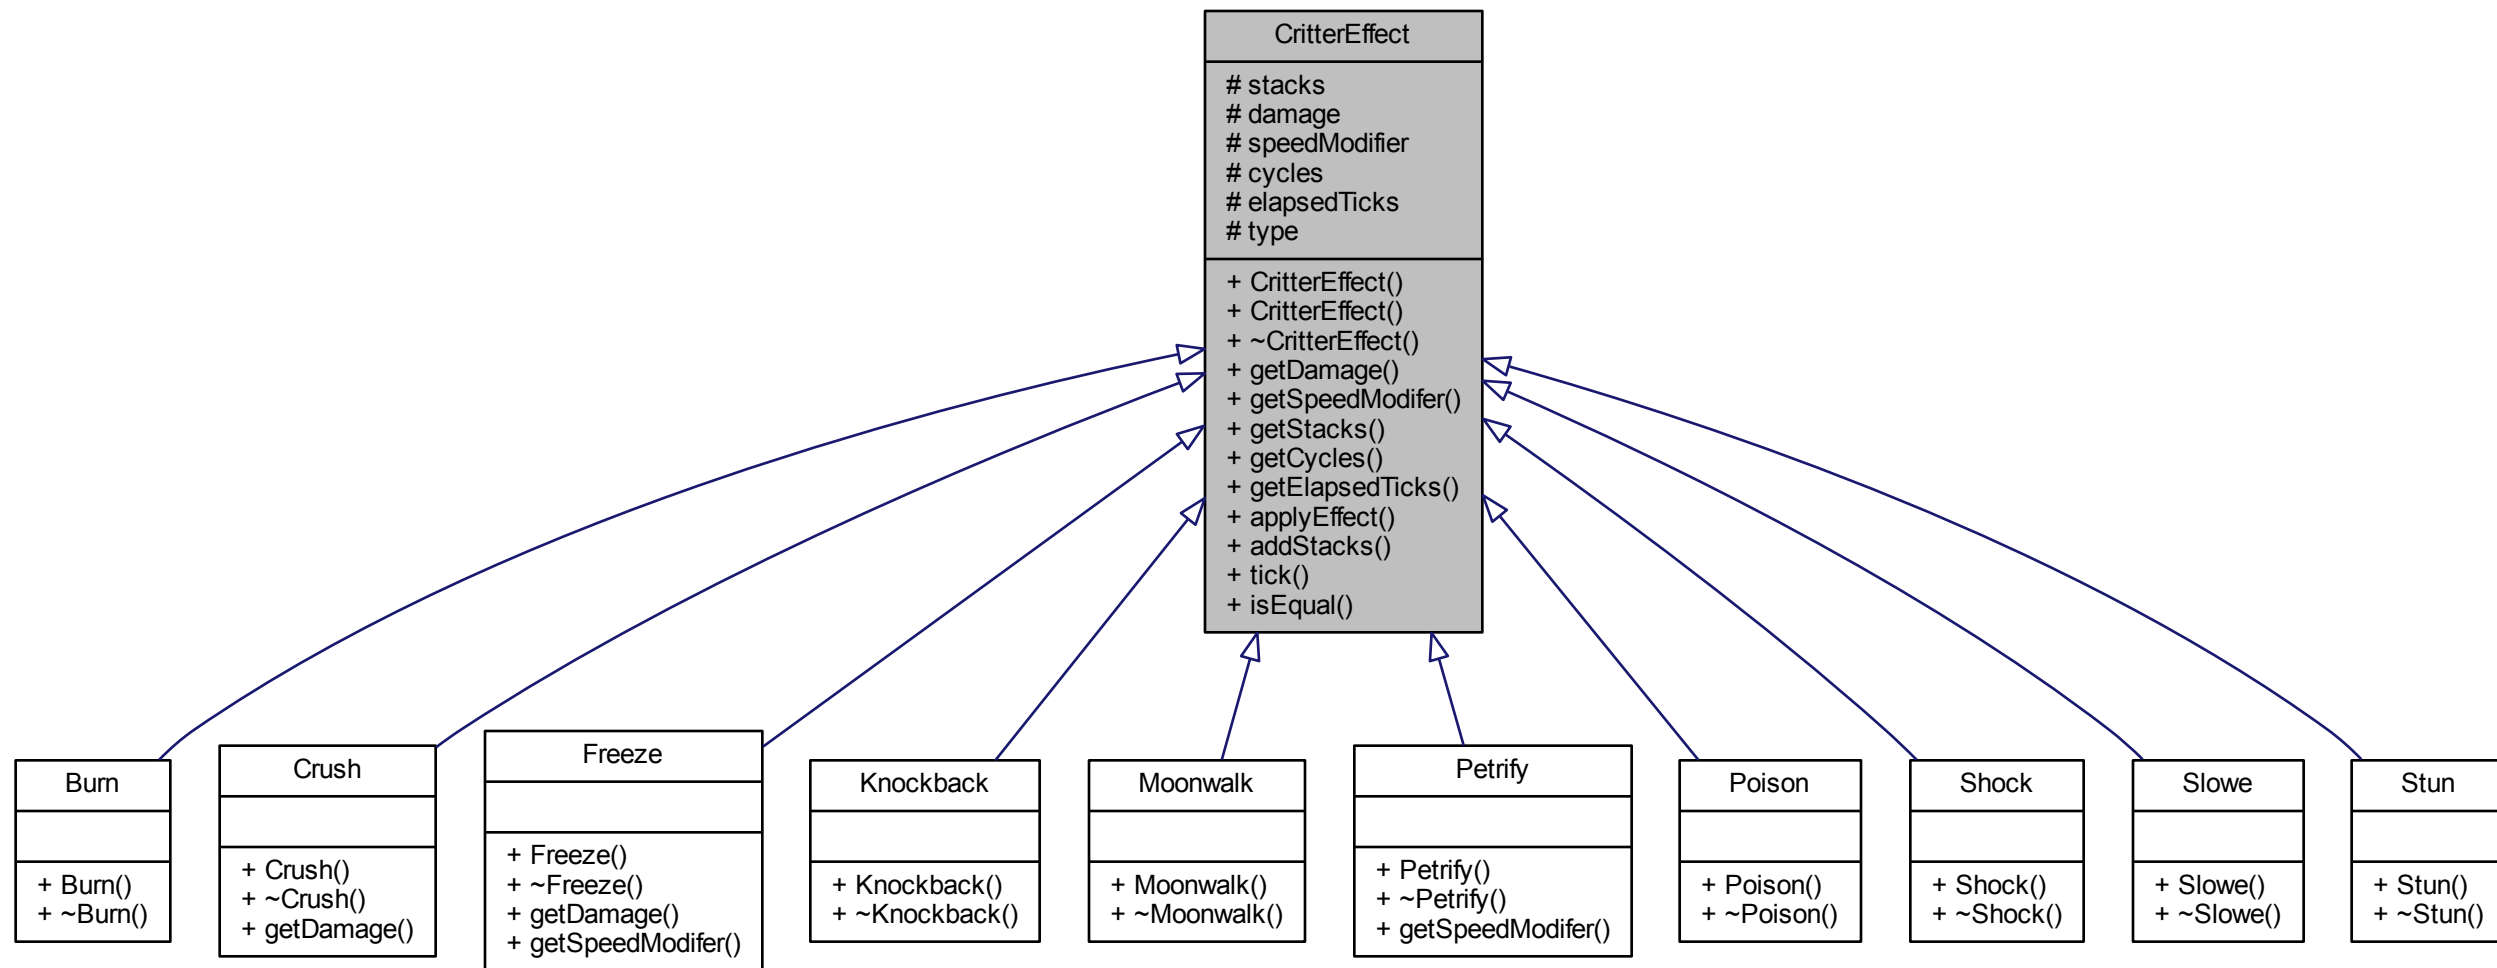 CritterEffect
# stacks
# damage
# speedModifier
# cycles
# elapsedTicks
# type
+ CritterEffect()
+ CritterEffect()
+ ~CritterEffect()
+ getDamage()
+ getSpeedModifer()
+ getStacks()
+ getCycles()
+ getElapsedTicks()
+ applyEffect()
+ addStacks()
+ tick()
+ isEqual()
Burn
+ Burn()
+ ~Burn()
Crush
+ Crush()
+ ~Crush()
+ getDamage()
Freeze
+ Freeze()
+ ~Freeze()
+ getDamage()
+ getSpeedModifer()
Knockback
+ Knockback()
+ ~Knockback()
Moonwalk
+ Moonwalk()
+ ~Moonwalk()
Petrify
+ Petrify()
+ ~Petrify()
+ getSpeedModifer()
Poison
+ Poison()
+ ~Poison()
Shock
+ Shock()
+ ~Shock()
Slowe
+ Slowe()
+ ~Slowe()
Stun
+ Stun()
+ ~Stun()